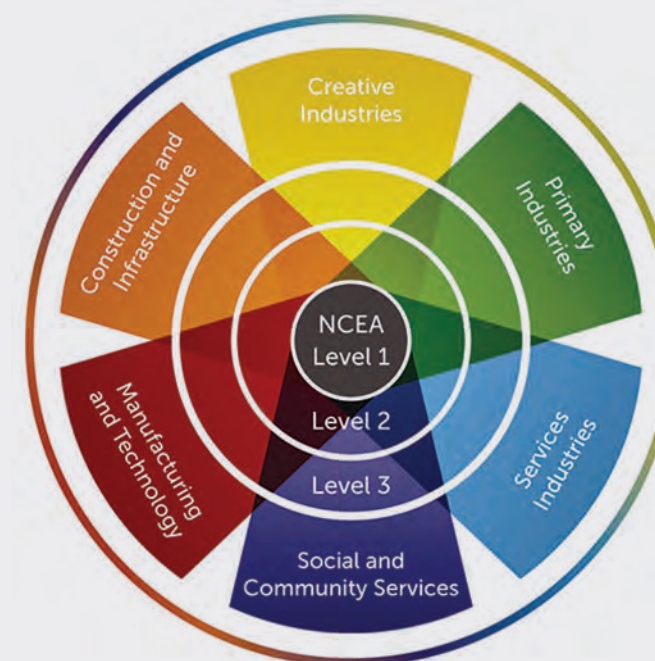 Creative
Industries
Primary
Industries
Services
Industries
Social and
Community Services
Manufacturing
and Technology
Construction and
Infrastructure
NCEA
Level 1
Level 2
Level 3